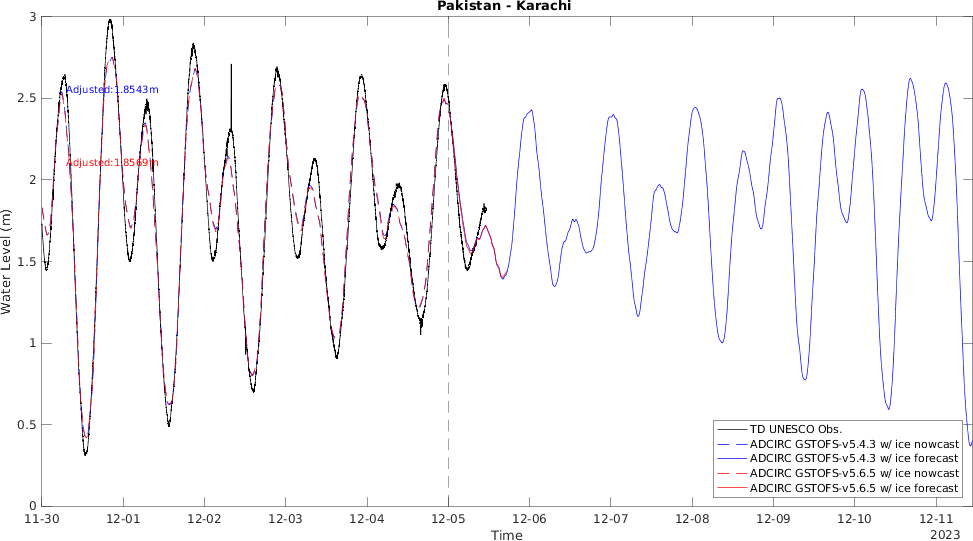 Pakistan - Karachi
3
2.5
2
1.5
1
0.5
0
Water Level (m)
Adjusted:1.8543m
Adjusted:1.8569m
TD UNESCO Obs.
ADCIRC GSTOFS-v5.4.3 w/ ice nowcast
ADCIRC GSTOFS-v5.4.3 w/ ice forecast
ADCIRC GSTOFS-v5.6.5 w/ ice nowcast
ADCIRC GSTOFS-v5.6.5 w/ ice forecast
11-30 12-01 12-02 12-03 12-04 12-05 12-06 12-07 12-08 12-09 12-10 12-11
Time
2023